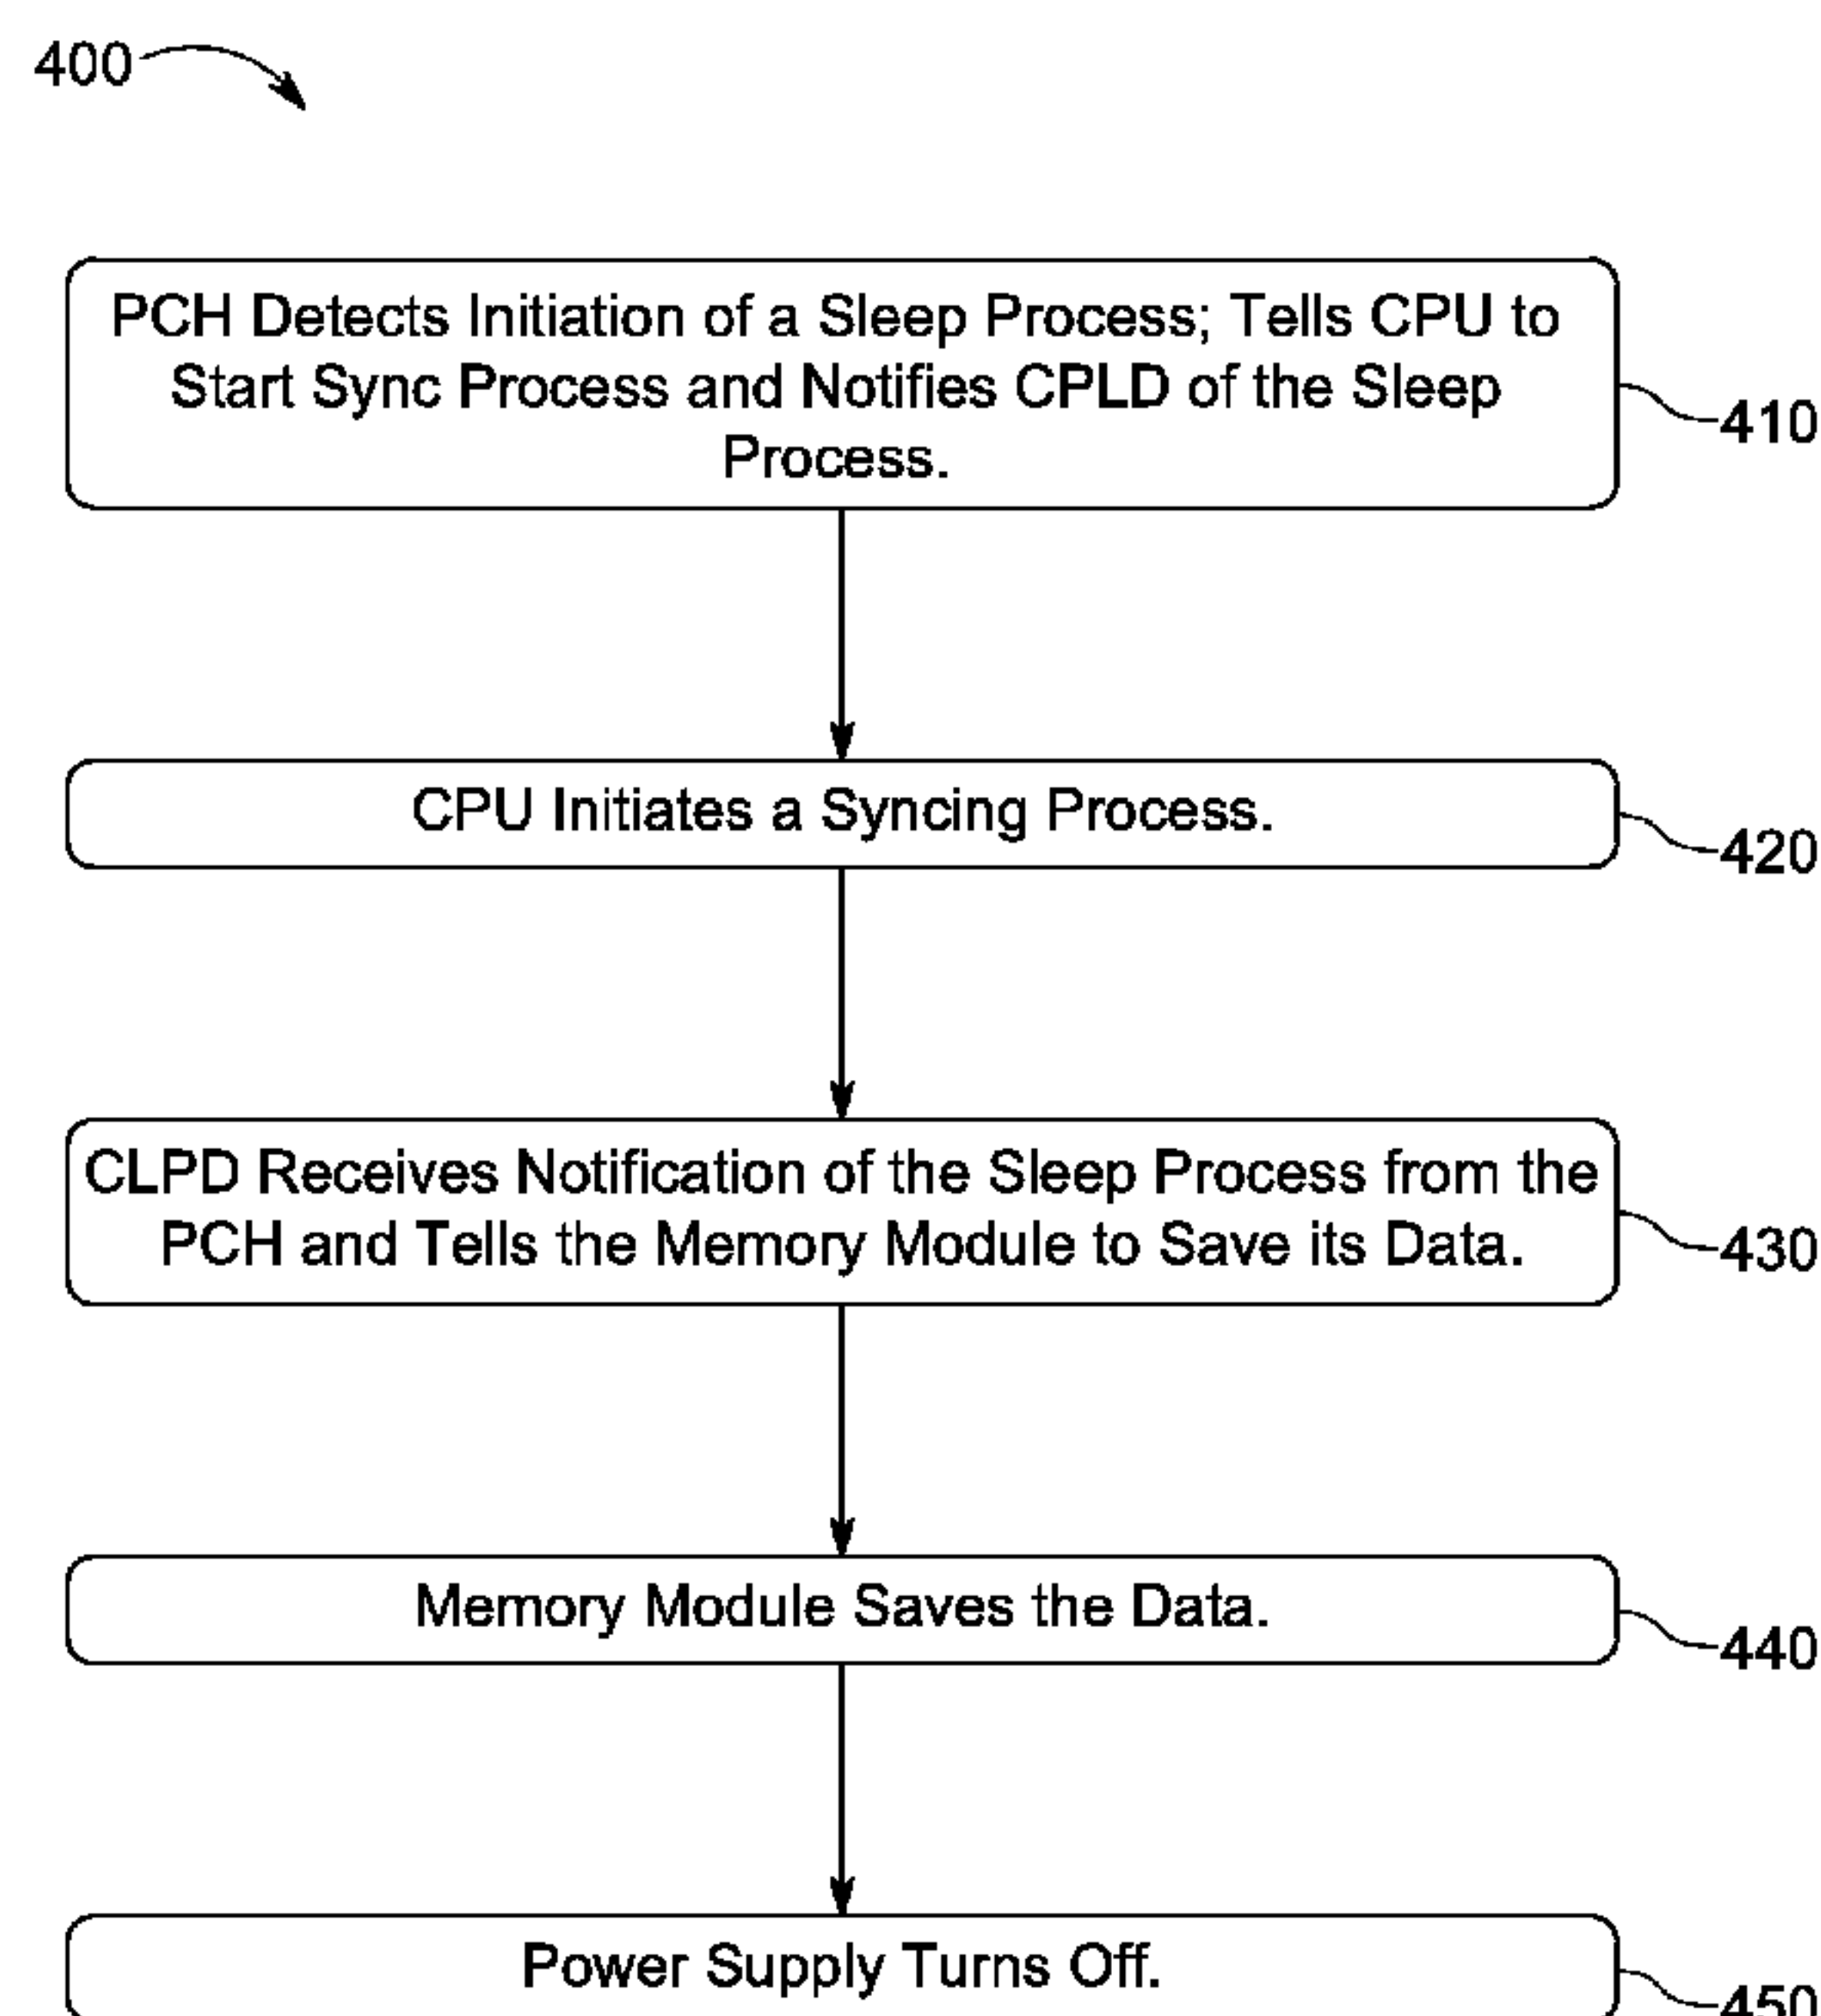 400
PCH Detects Initiation of a Sleep Process; Tells CPU to
Start Sync Process and Notifies CPLD of the Sleep
Process.
410
CPU Initiates a Syncing Process.
420
CLPD Receives Notification of the Sleep Process from the
PCH and Tells the Memory Module to Save its Data.
430
Memory Module Saves the Data.
440
Power Supply Turns Off.
450